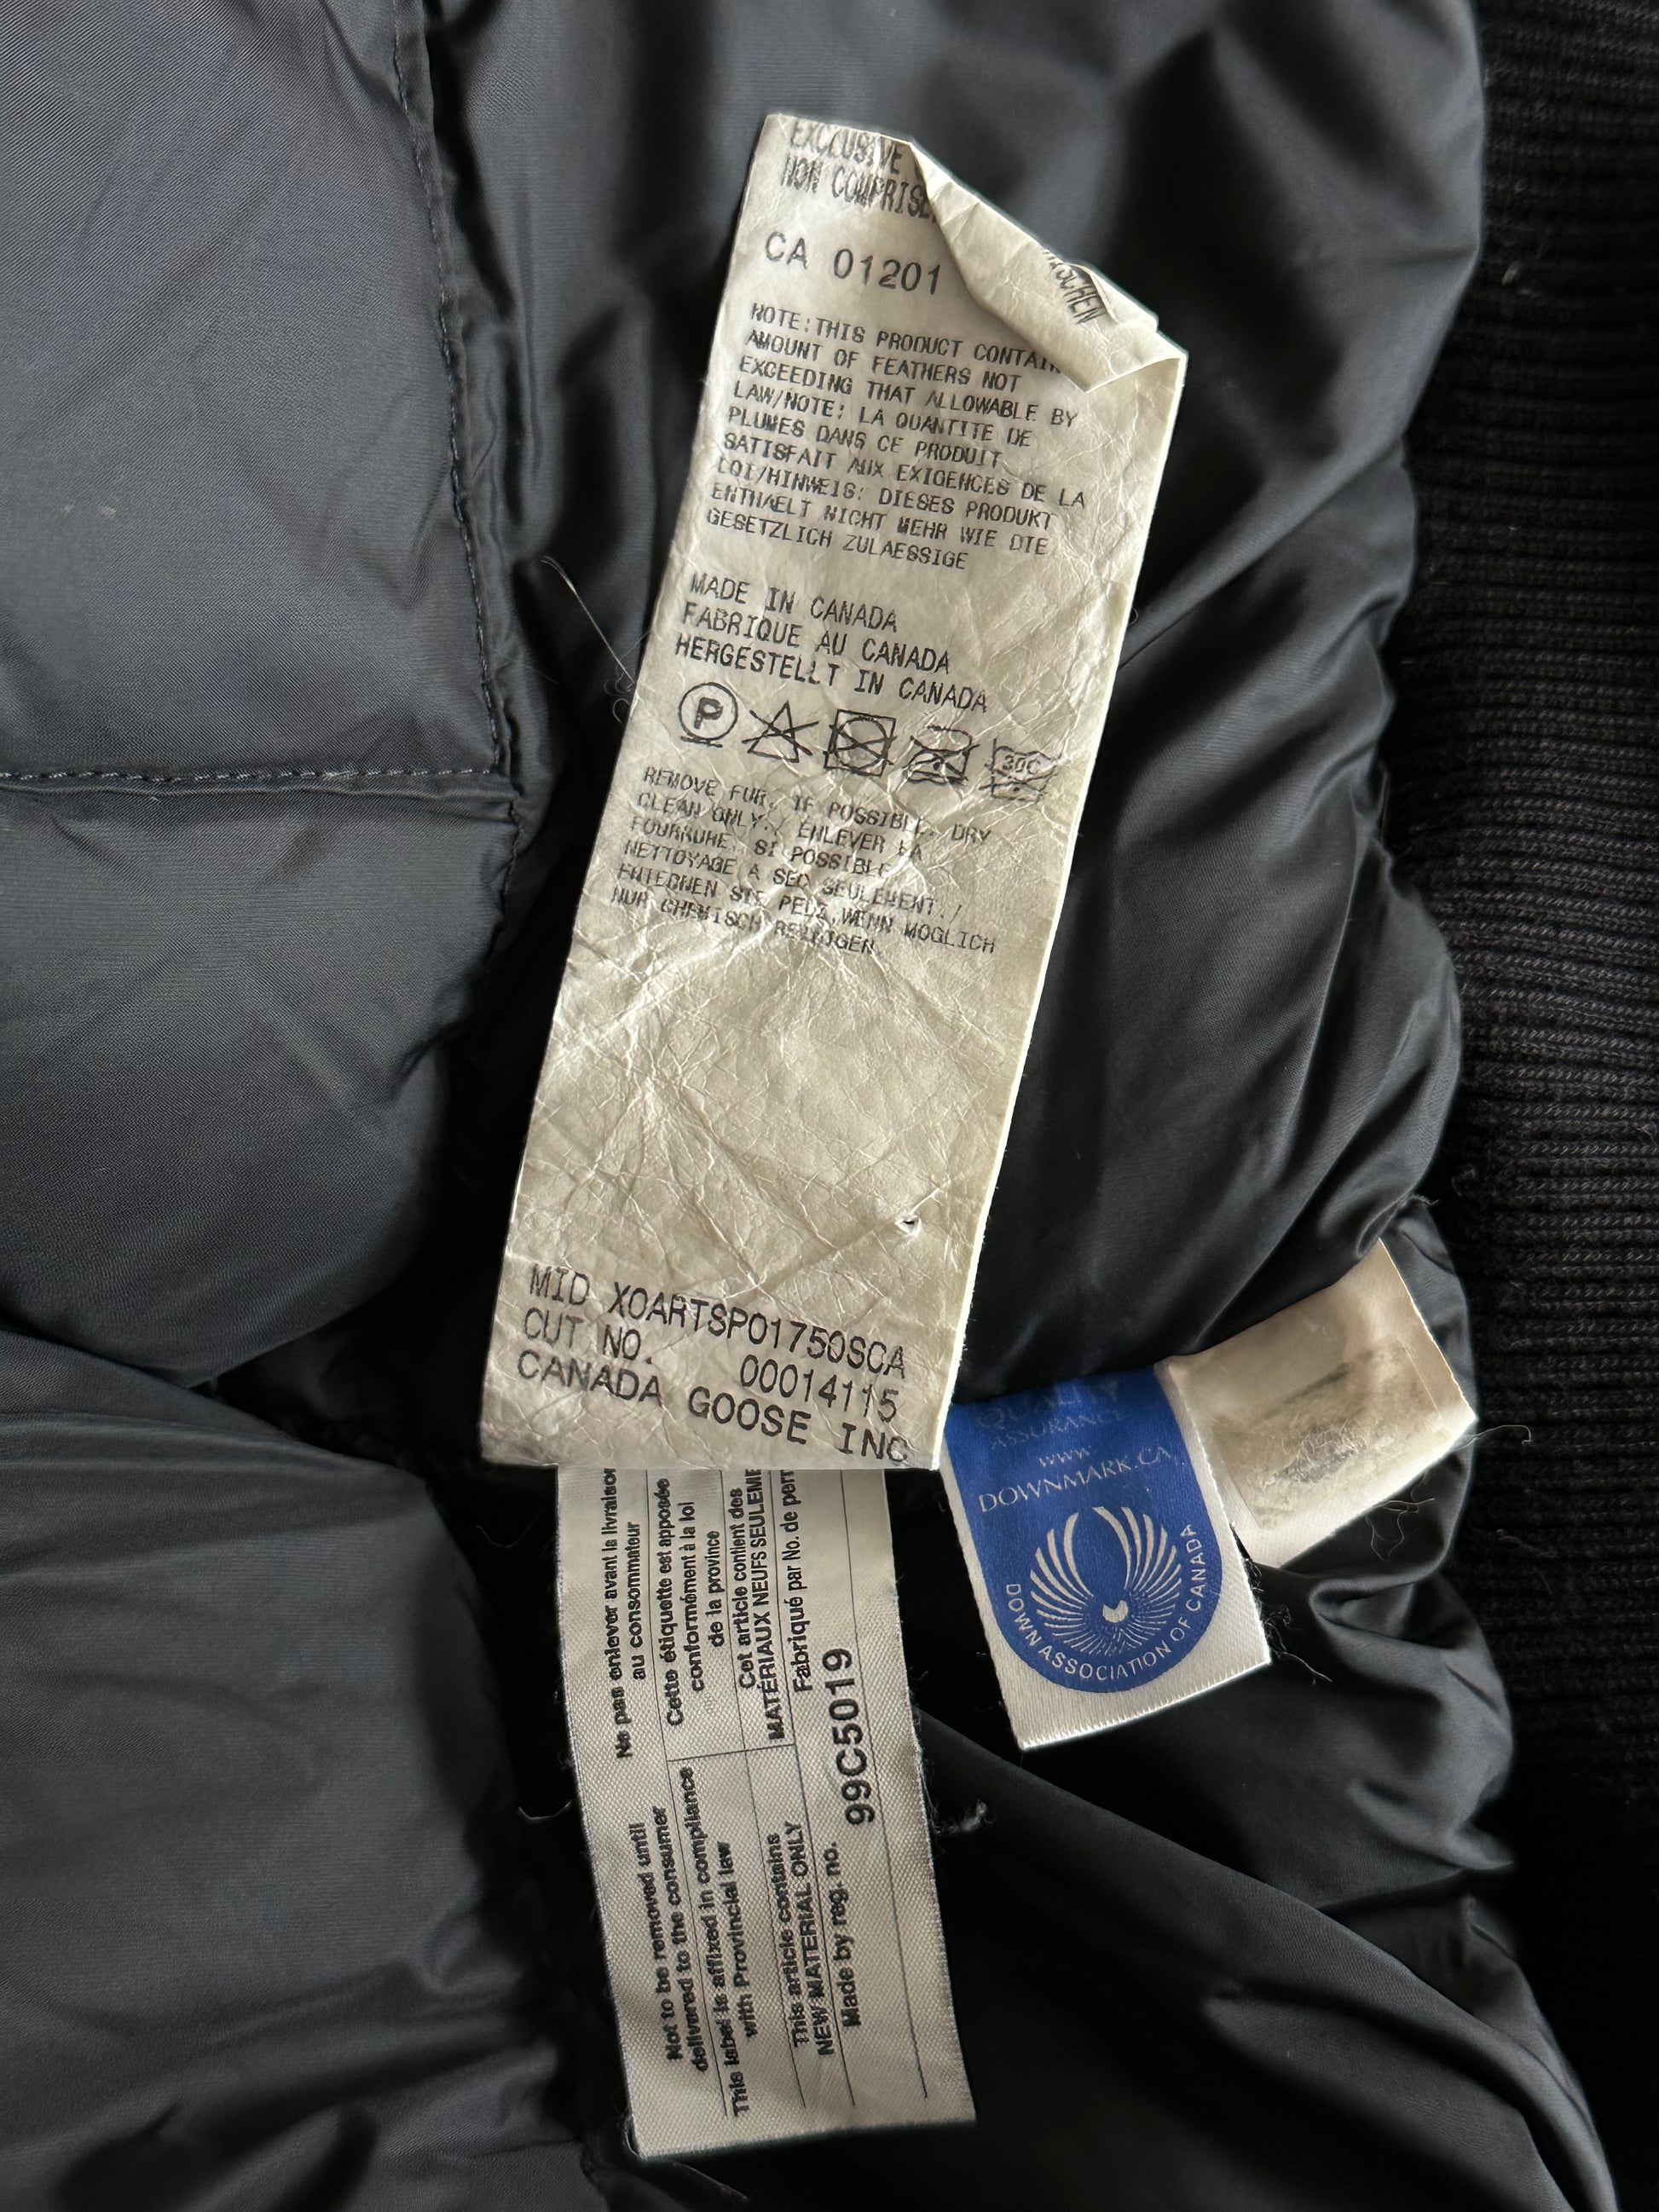 EXCLUSIVE
NON COMPRISE
CA 01201
NOTE:THIS PRODUCT
AMOUNT OF FEATHERS NOT
EXCEEDING THAT ALLOWABLE BY
LAW/NOTE: LA QUANTITE DE
PLUMES DANS CE PRODUIT
SATISFAIT AUX EXIGENCES DE LA
LOI/HINWEIS: DIESES PRODUKT
ENTHAELT NICHT MEHR WIE DIE
GESETZLICH ZULAESSIGE
MADE IN CANADA
FABRIQUE AU CANADA
HERGESTELLT IN CANADA
P
30C
REMOVE FUR, IF POSSIBLE. DRY
CLEAN ONLY./ ENLEVER LA
FOURRURE, SI POSSIBLE
NETTOYAGE A SEC SEULEMENT./
ENTFERNEN SIE PELZ,WENN MOGLICH
NUR CHEMISCH REINIGEN
MID XOARTSPO1750SCA
CUT NO. 00014115
CANADA GOOSE INC
QUALITY
ASSURANCE
www.
DOWNMARK.CA
DOWN ASSOCIATION OF CANADA
Not to be removed until
delivered to the consumer
This label is affixed in compliance
with Provincial law
This article contains
NEW MATERIAL ONLY
Made by reg. no.
Ne pas enlever avant la livraison
au consommateur
Cette étiquette est apposée
conformément à la loi
de la province
Cet article contient des
MATÉRIAUX NEUFS
Fabriqué par No. de
99C5019